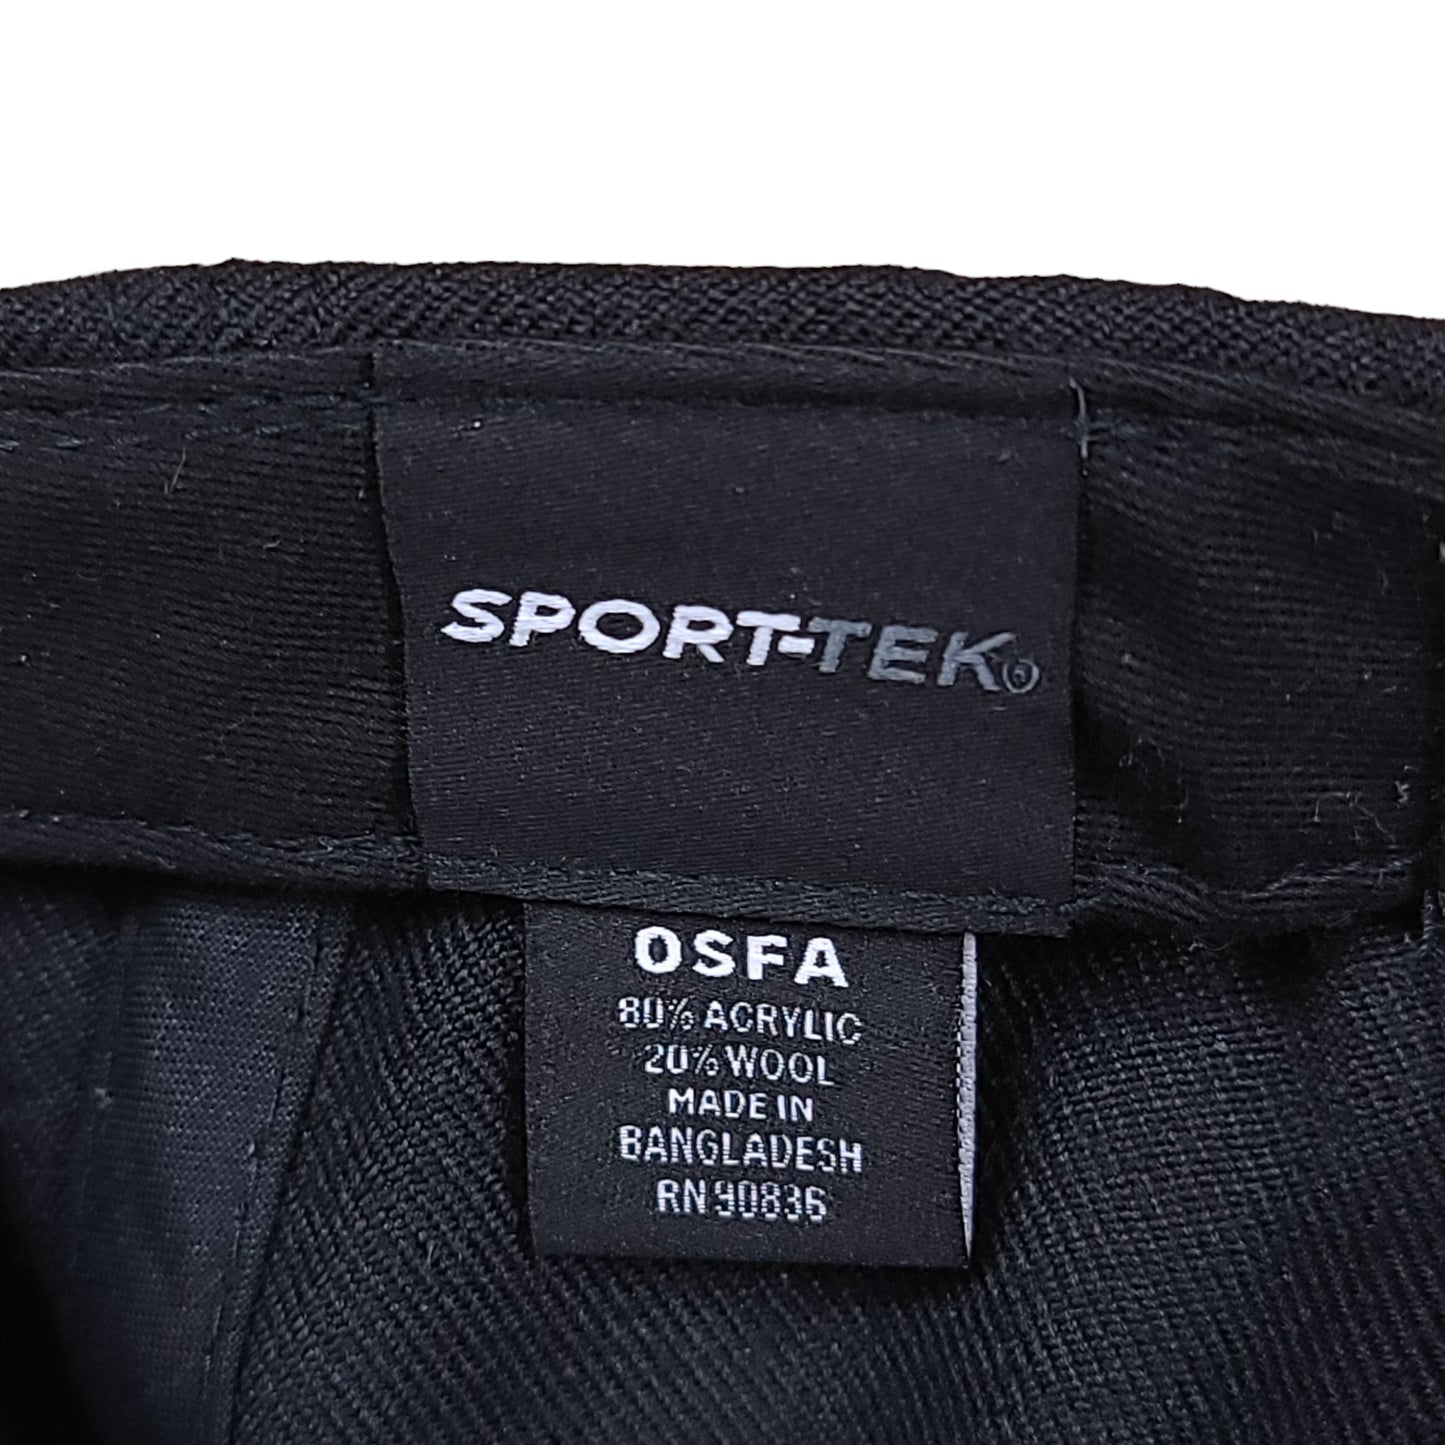 SPORT-TEK®
OSFA
80% ACRYLIC
20% WOOL
MADE IN
BANGLADESH
RN 90836